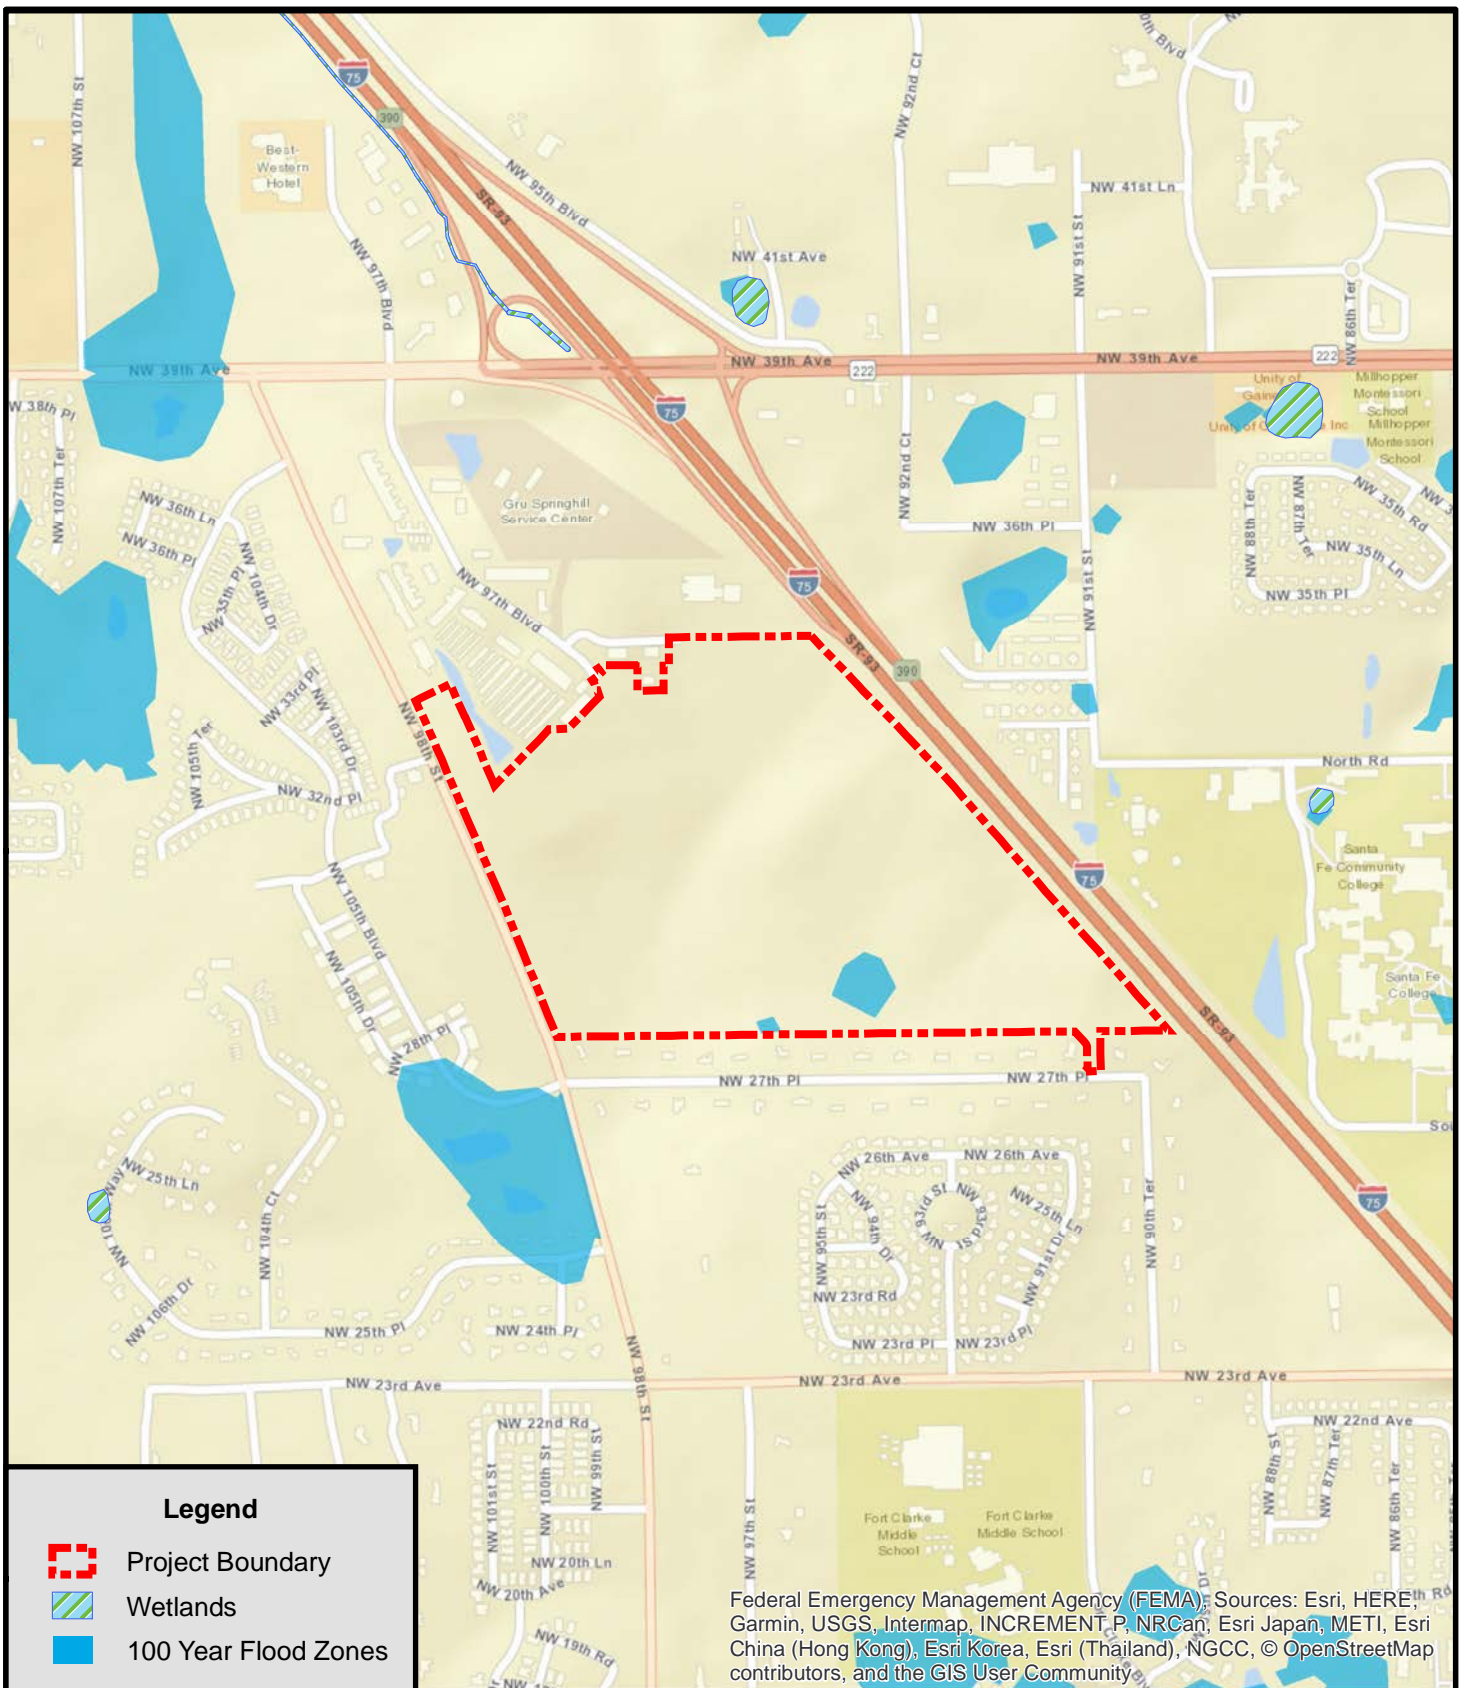 NW 107th St
75
390
Best-
Western
Hotel
NW 95th Blvd
SR-93
NW 92nd Ct
NW 41st Ln
NW 91st St
NW 97th Blvd
NW 41st Ave
NW 86th Ter
NW 39th Ave
NW 39th Ave
222
NW 39th Ave
222
W 38th Pl
NW 107th Ter
75
Unity of
Millhopper
Montessori
School
Millhopper
Montessori
School
NW 36th Ln
NW 36th Pl
NW 35th Pl
NW 104th Dr
Gru Springhill
Service Center
NW 92nd Ct
NW 36th Pl
NW 88th Ter
NW 87th Ter
NW 35th Rd
NW 35th Ln
NW 35th Pl
NW 97th Blvd
75
NW 91st St
SR-93
390
NW 33rd Pl
NW 103rd Dr
NW 105th Ter
NW 32nd Pl
NW 98th St
North Rd
75
Santa
Fe Community
College
NW 105th Blvd
NW 105th Dr
NW 28th Pl
Santa Fe
College
SR-93
NW 27th Pl
NW 27th Pl
NW 25th Ln
NW 104th Ct
NW 106th Dr
NW 25th Pl
NW 24th Pl
NW 26th Ave
NW 26th Ave
NW 95th St
NW 94th Dr
NW 93rd St
NW 93rd St
NW 25th Ln
NW 91st Dr
NW 23rd Rd
NW 23rd Pl
NW 23rd Pl
NW 90th Ter
75
NW 98th St
NW 23rd Ave
NW 23rd Ave
NW 23rd Ave
NW 22nd Rd
NW 101st St
NW 100th St
NW 99th St
NW 20th Ln
NW 20th Ave
NW 19th Rd
NW 97th St
NW 22nd Ave
NW 88th St
NW 87th Ter
NW 86th Ter
Fort Clarke
Middle
School
Fort Clarke
Middle School
Legend
Project Boundary
Wetlands
100 Year Flood Zones
Federal Emergency Management Agency (FEMA), Sources: Esri, HERE,
Garmin, USGS, Intermap, INCREMENT P, NRCan, Esri Japan, METI, Esri
China (Hong Kong), Esri Korea, Esri (Thailand), NGCC, © OpenStreetMap
contributors, and the GIS User Community